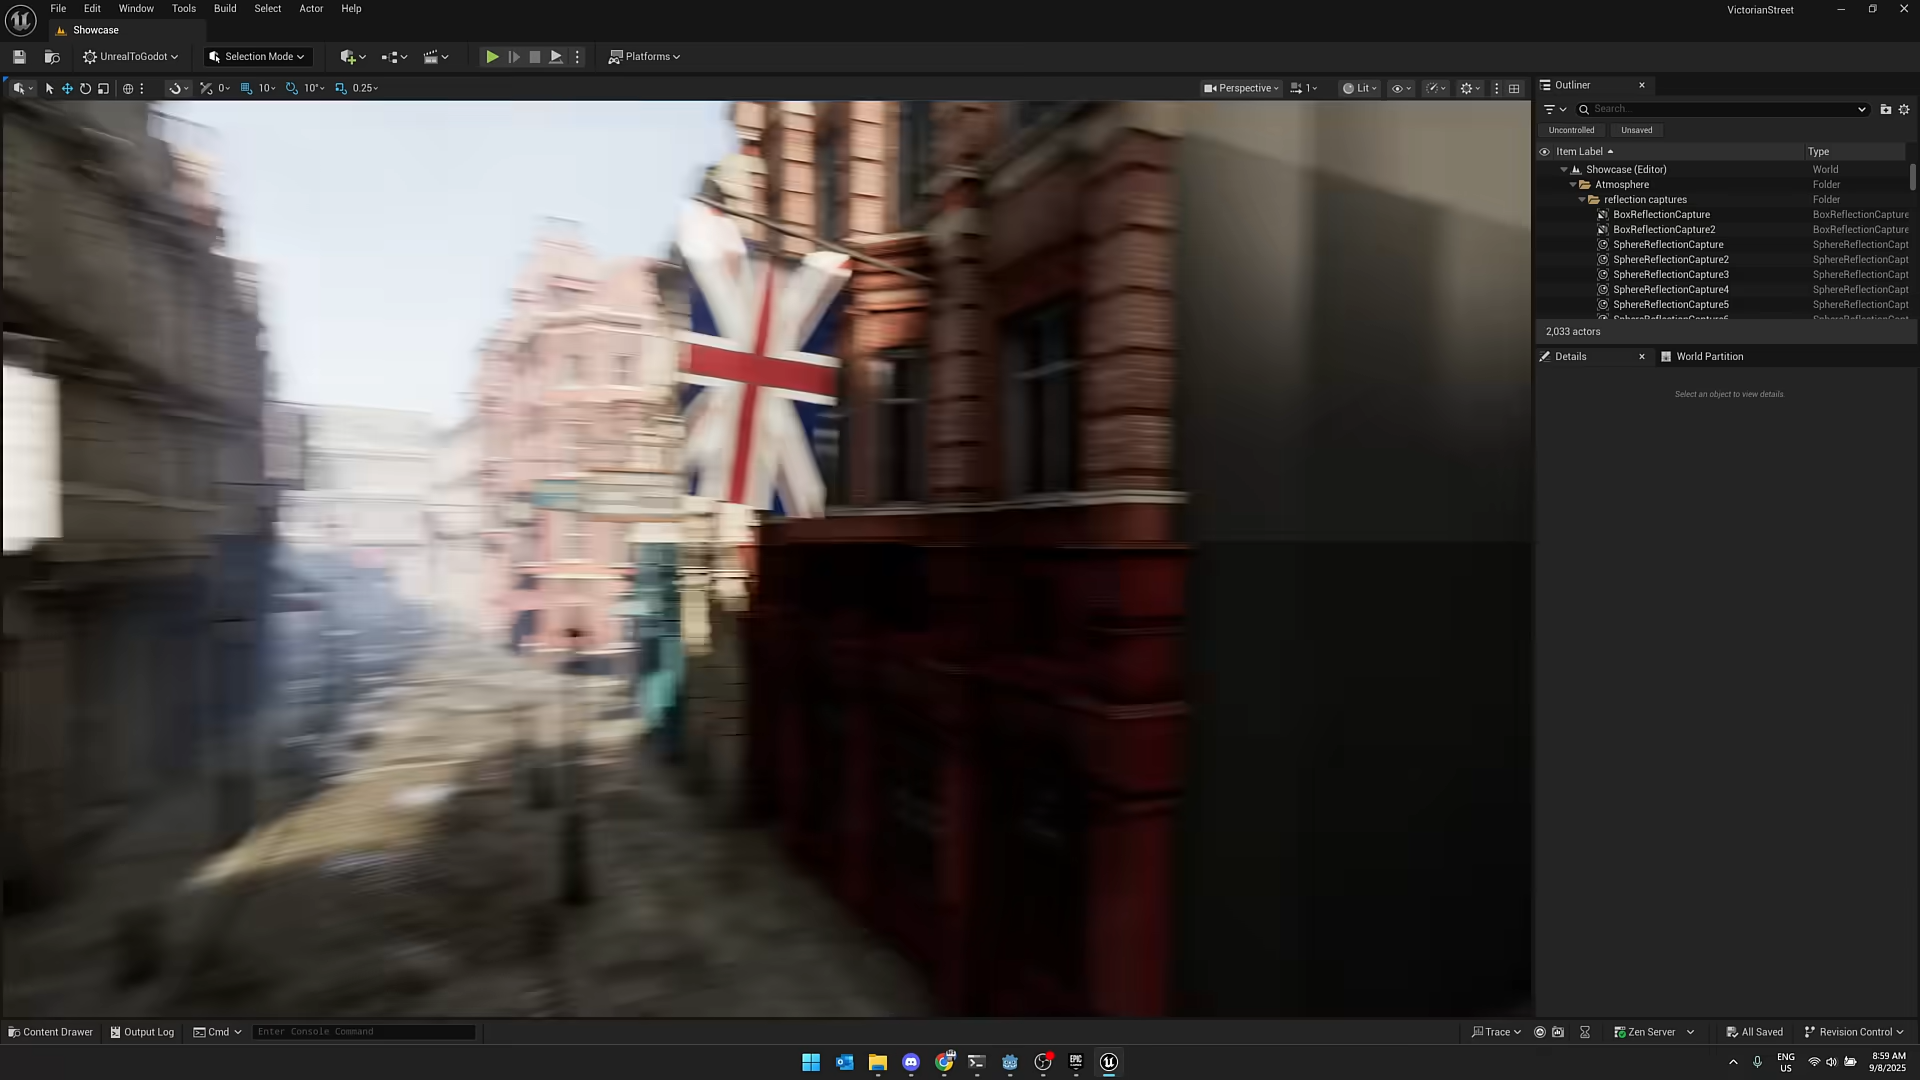 File Edit Window Tools Build Select Actor Help
VictorianStreet
Showcase
UnrealToGodot
Selection Mode
Platforms
0
10
10°
0.25
Perspective
1
Lit
Outliner
Search...
Uncontrolled
Unsaved
Item Label
Type
Showcase (Editor) World
Atmosphere Folder
reflection captures Folder
BoxReflectionCapture BoxReflectionCapture
BoxReflectionCapture2 BoxReflectionCapture
SphereReflectionCapture SphereReflectionCapt
SphereReflectionCapture2 SphereReflectionCapt
SphereReflectionCapture3 SphereReflectionCapt
SphereReflectionCapture4 SphereReflectionCapt
SphereReflectionCapture5 SphereReflectionCapt
2,033 actors
Details
World Partition
Select an object to view details.
Content Drawer
Output Log
Cmd
Enter Console Command
Trace
Zen Server
All Saved
Revision Control
EPIC
ENG
US
8:59 AM
9/8/2025